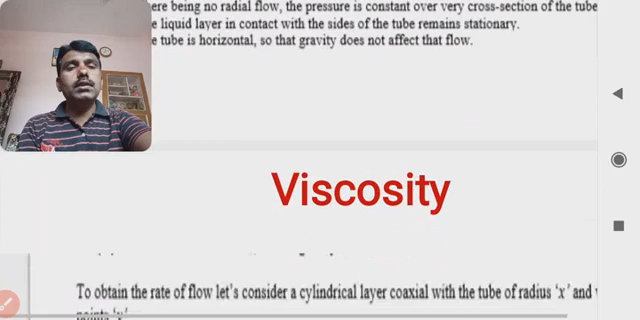 ere being no radial flow, the pressure is constant over very cross-section of the tube
e liquid layer in contact with the sides of the tube remains stationary.
e tube is horizontal, so that gravity does not affect that flow.
Viscosity
To obtain the rate of flow let's consider a cylindrical layer coaxial with the tube of radius 'x' and
points 'x'